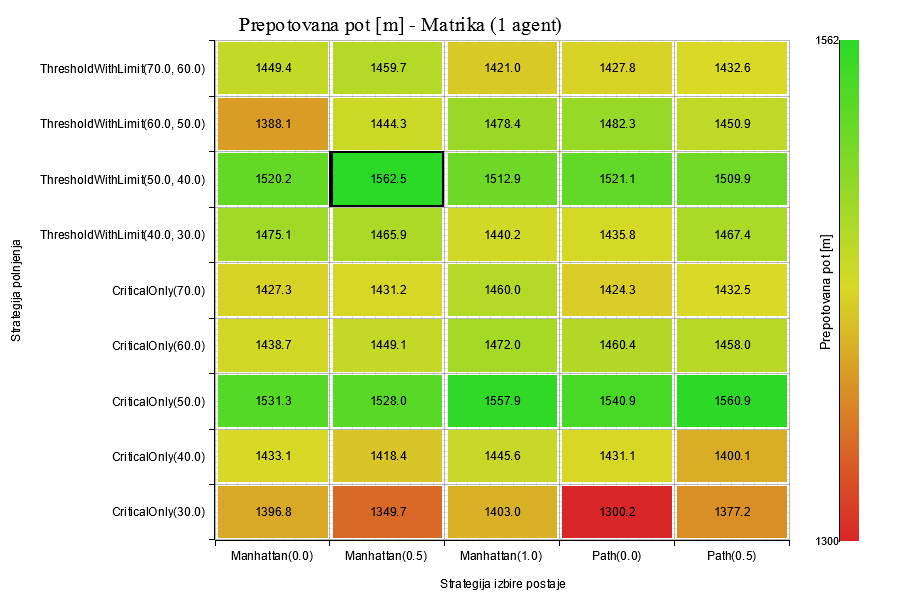 Prepotovana pot [m] - Matrika (1 agent)
ThresholdWithLimit(70.0, 60.0) 1449.4 1459.7 1421.0 1427.8 1432.6
ThresholdWithLimit(60.0, 50.0) 1388.1 1444.3 1478.4 1482.3 1450.9
ThresholdWithLimit(50.0, 40.0) 1520.2 1562.5 1512.9 1521.1 1509.9
ThresholdWithLimit(40.0, 30.0) 1475.1 1465.9 1440.2 1435.8 1467.4
CriticalOnly(70.0) 1427.3 1431.2 1460.0 1424.3 1432.5
CriticalOnly(60.0) 1438.7 1449.1 1472.0 1460.4 1458.0
CriticalOnly(50.0) 1531.3 1528.0 1557.9 1540.9 1560.9
CriticalOnly(40.0) 1433.1 1418.4 1445.6 1431.1 1400.1
CriticalOnly(30.0) 1396.8 1349.7 1403.0 1300.2 1377.2
Manhattan(0.0) Manhattan(0.5) Manhattan(1.0) Path(0.0) Path(0.5)
Strategija izbire postaje
Strategija polnjenja
1562
Prepotovana pot [m]
1300